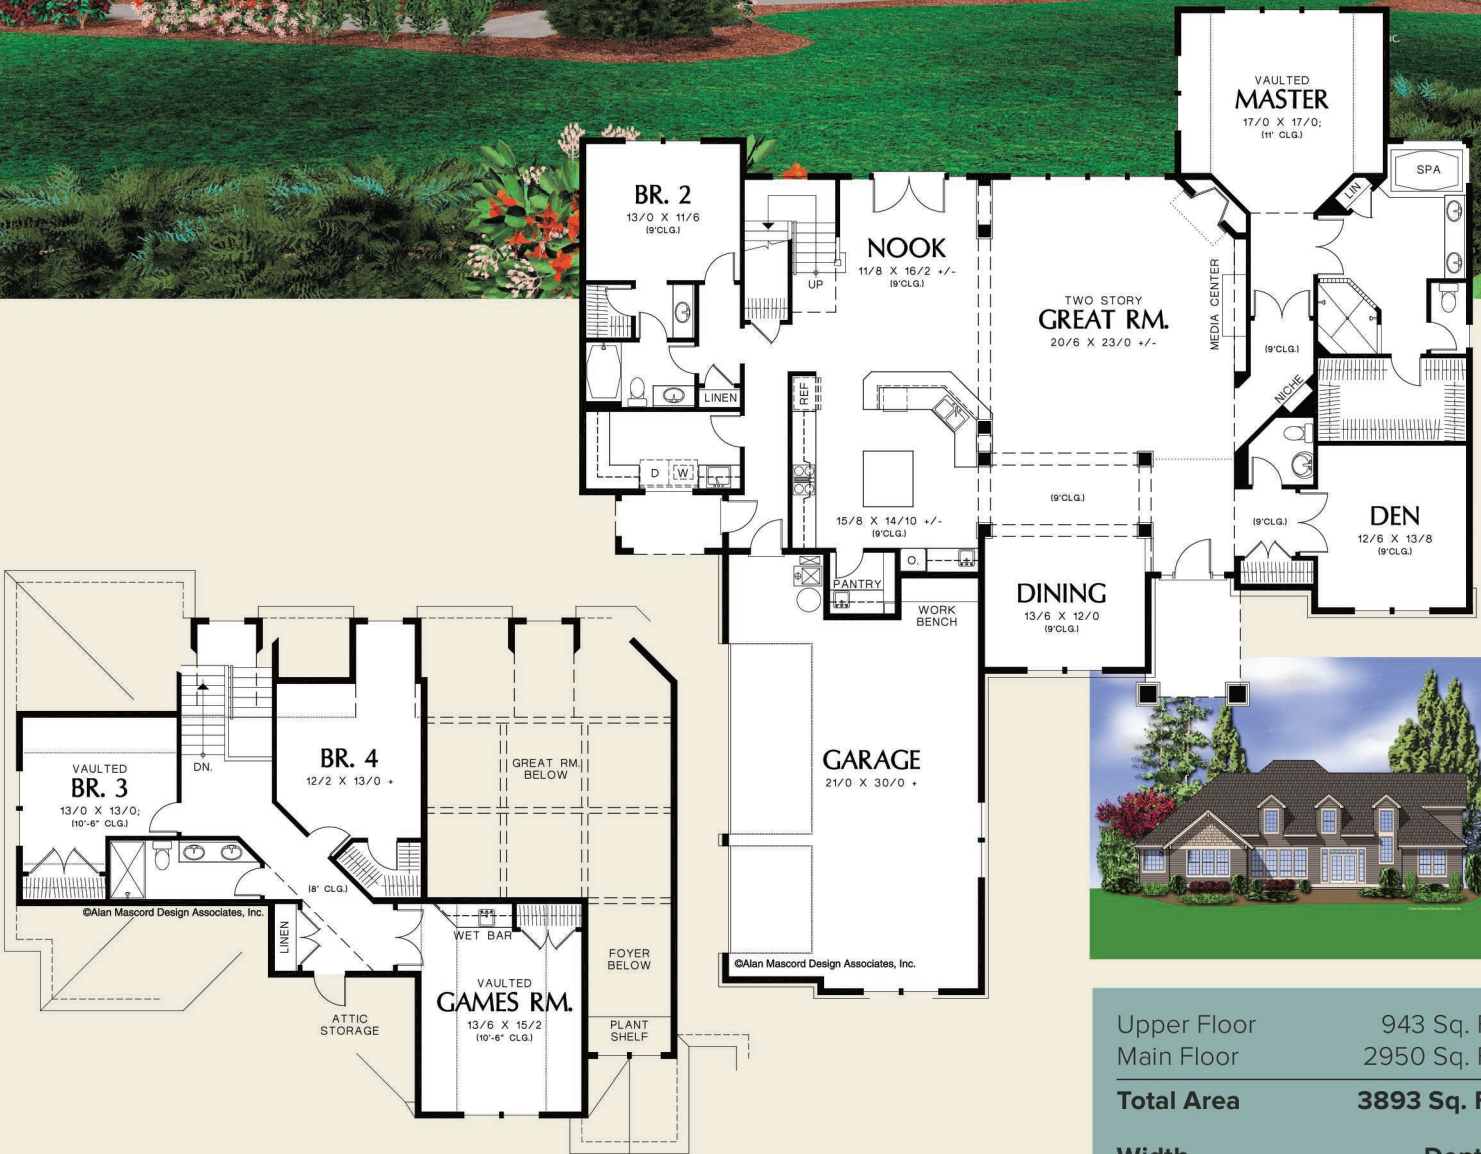 VAULTED
MASTER
17/0 X 17/0;
(11' CLG.)
SPA
LIN
BR. 2
13/0 X 11/6
(9'CLG.)
UP
NOOK
11/8 X 16/2 +/-
(9'CLG.)
TWO STORY
GREAT RM.
20/6 X 23/0 +/-
MEDIA CENTER
(9'CLG.)
NICHE
LINEN
REF
D
W
15/8 X 14/10 +/-
(9'CLG.)
(9'CLG.)
(9'CLG.)
DEN
12/6 X 13/8
(9'CLG.)
O.
PANTRY
WORK
BENCH
DINING
13/6 X 12/0
(9'CLG.)
GARAGE
21/0 X 30/0 +
©Alan Mascord Design Associates, Inc.
DN.
VAULTED
BR. 3
13/0 X 13/0;
(10'-6" CLG.)
BR. 4
12/2 X 13/0 +
GREAT RM.
BELOW
(8' CLG.)
©Alan Mascord Design Associates, Inc.
LINEN
WET BAR
FOYER
BELOW
VAULTED
GAMES RM.
13/6 X 15/2
(10'-6" CLG.)
ATTIC
STORAGE
PLANT
SHELF
Upper Floor 943 Sq. F
Main Floor 2950 Sq. F
Total Area 3893 Sq. F
Width